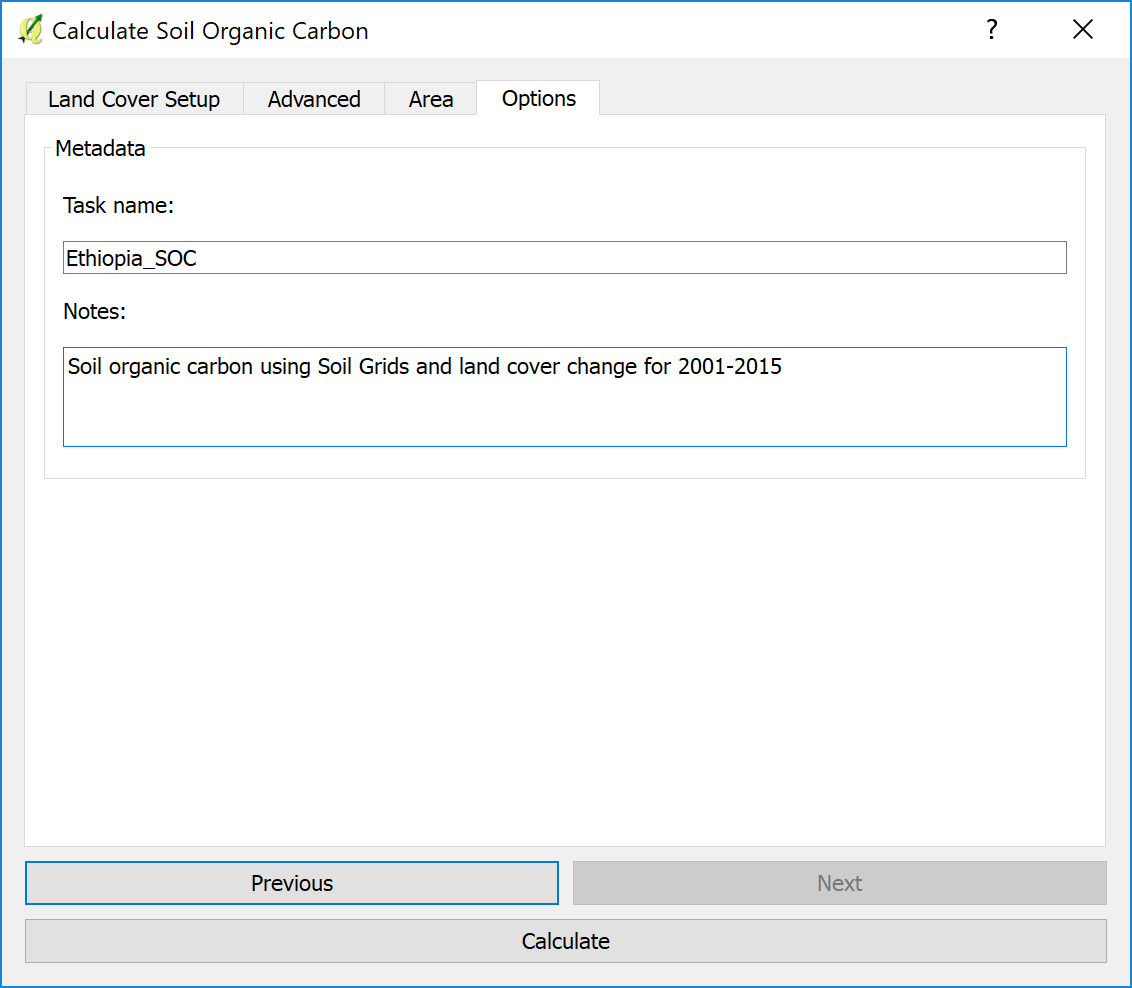 Calculate Soil Organic Carbon
?
Land Cover Setup
Advanced
Area
Options
Metadata
Task name:
Ethiopia_SOC
Notes:
Soil organic carbon using Soil Grids and land cover change for 2001-2015
Previous
Next
Calculate